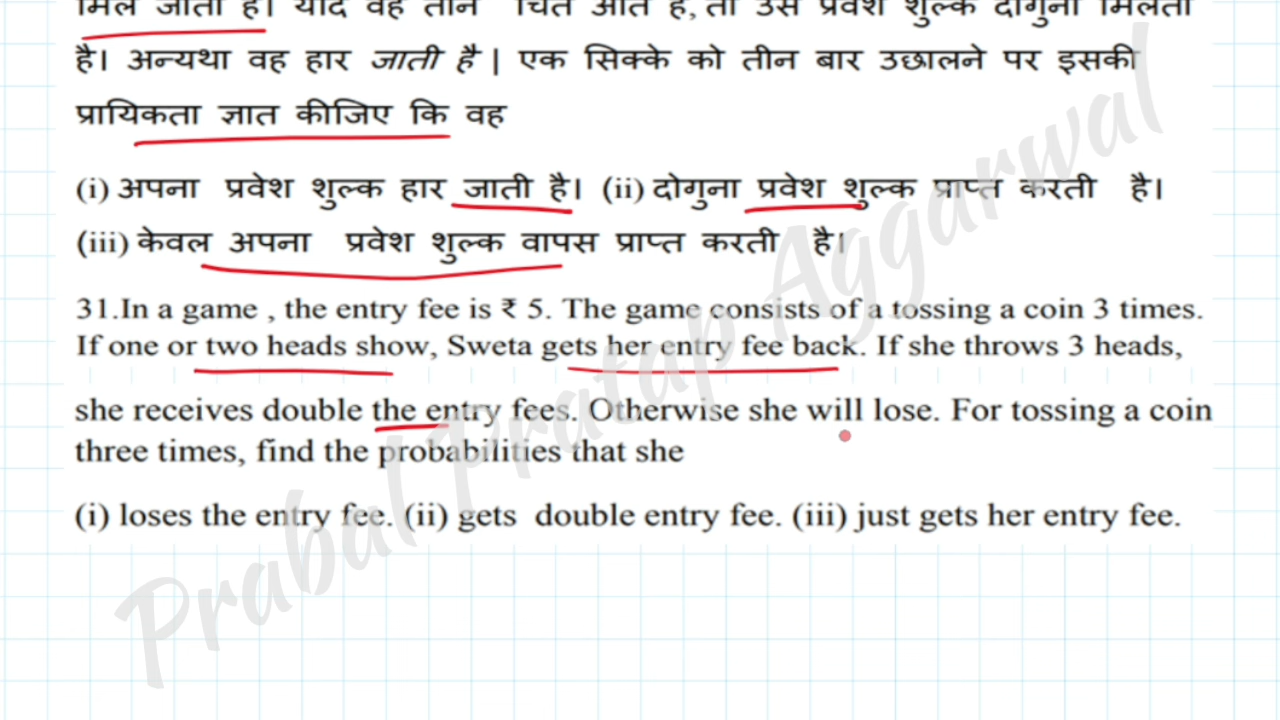 मिल जाती है। यदि वह तीन चित आते हैं, तो उसे प्रवेश शुल्क दोगुना मिलता
है। अन्यथा वह हार जाती है | एक सिक्के को तीन बार उछालने पर इसकी
प्रायिकता ज्ञात कीजिए कि वह
(i) अपना प्रवेश शुल्क हार जाती है। (ii) दोगुना प्रवेश शुल्क प्राप्त करती है।
(iii) केवल अपना प्रवेश शुल्क वापस प्राप्त करती है।
31.In a game , the entry fee is ₹ 5. The game consists of a tossing a coin 3 times.
If one or two heads show, Sweta gets her entry fee back. If she throws 3 heads,
she receives double the entry fees. Otherwise she will lose. For tossing a coin
three times, find the probabilities that she
(i) loses the entry fee. (ii) gets double entry fee. (iii) just gets her entry fee.
Prabal Pratap Aggarwal